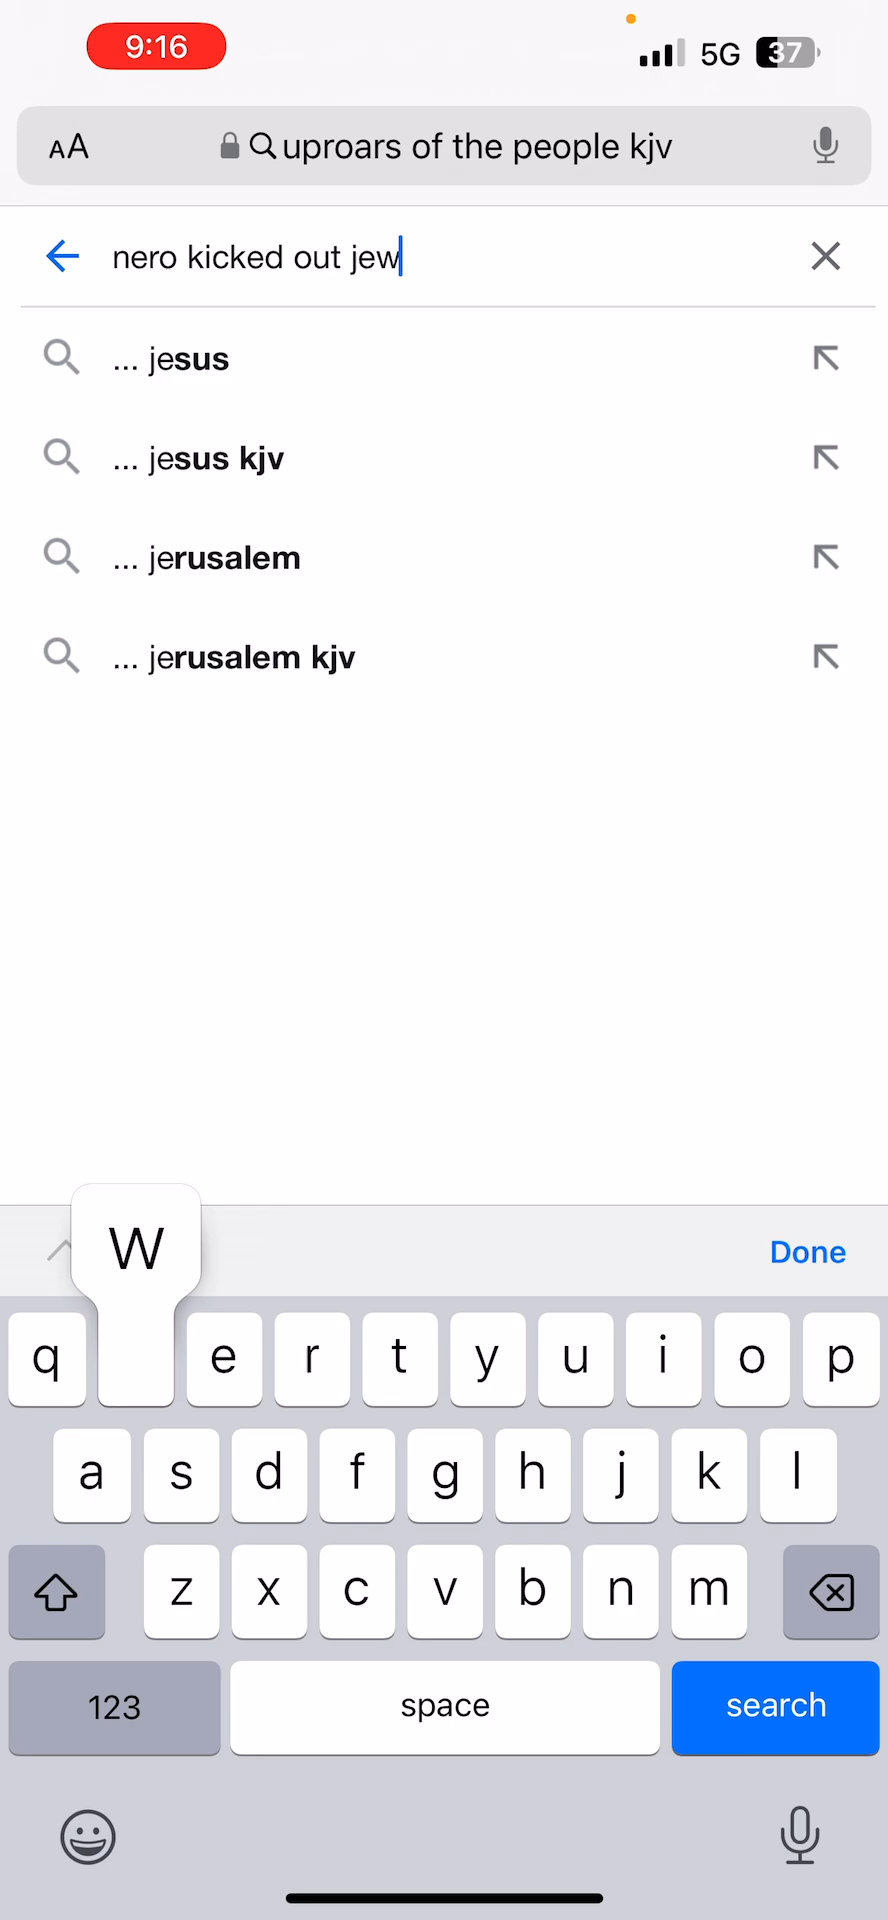 9:16
5G 37
AA uproars of the people kjv
nero kicked out jew
... jesus
... jesus kjv
... jerusalem
... jerusalem kjv
W
Done
q e r t y u i o p
a s d f g h j k l
z x c v b n m
123 space search